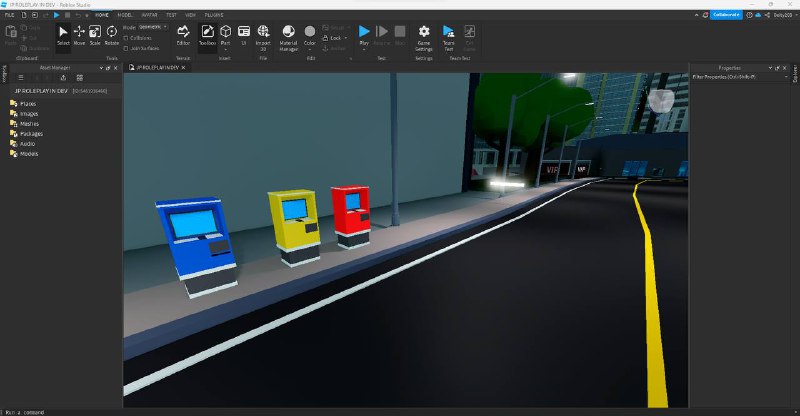 JP ROLEPLAY IN DEV - Roblox Studio
FILE HOME MODEL AVATAR TEST VIEW PLUGINS Collaborate
Paste Copy Cut Duplicate Select Move Scale Rotate Mode: Geometric Collisions Join Surfaces Editor Toolbox Part UI Import 3D Material Manager Color Lock Anchor Play Resume Stop Game Settings Team Test Exit Game
Clipboard Tools Terrain Insert File Edit Test Settings Team Test
Asset Manager
JP ROLEPLAY IN DEV
Places
Images
Meshes
Packages
Audio
Models
JP ROLEPLAY IN DEV
VIP
VIP
Properties
Filter Properties (Ctrl+Shift+P)
Toolbox
Explorer
Run a command